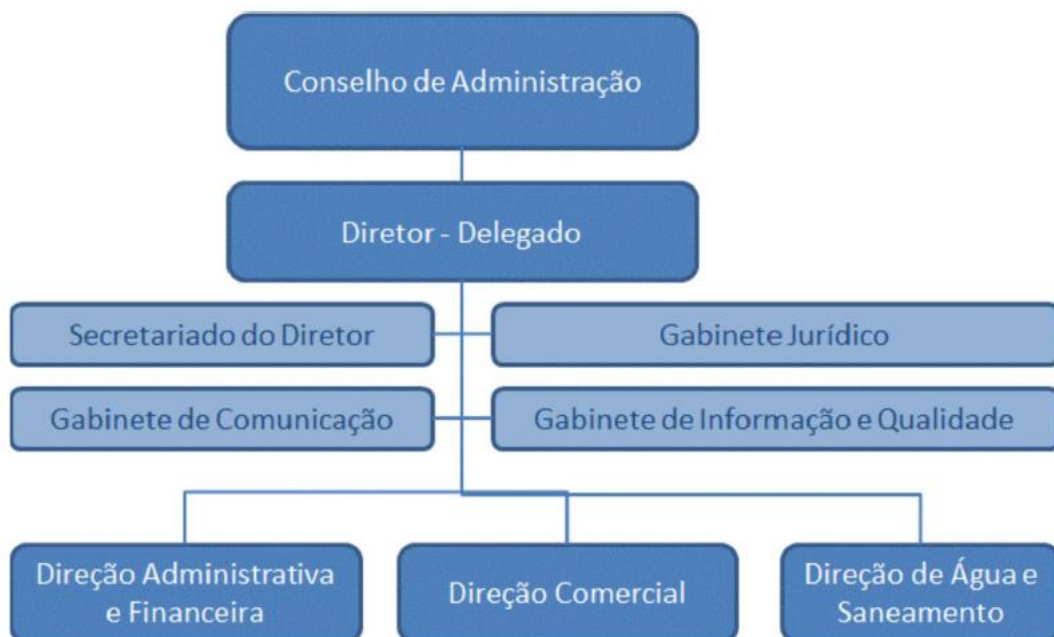 Conselho de Administração
Diretor - Delegado
Secretariado do Diretor
Gabinete Jurídico
Gabinete de Comunicação
Gabinete de Informação e Qualidade
Direção Administrativa
e Financeira
Direção Comercial
Direção de Água e
Saneamento